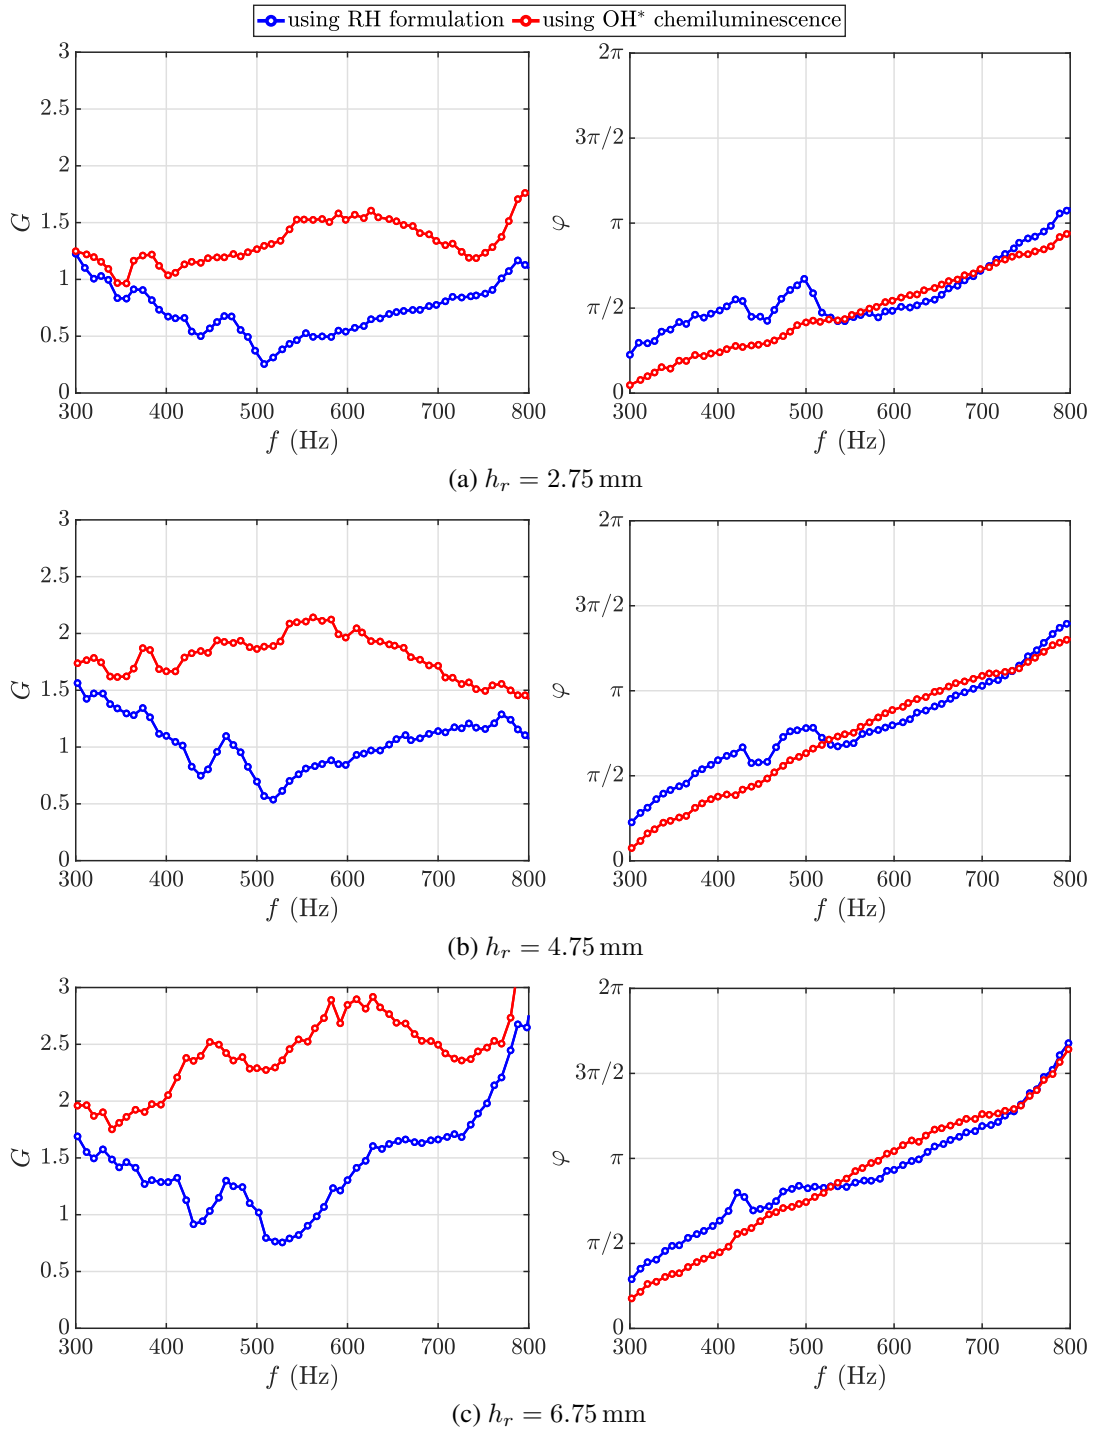 using RH formulation using OH* chemiluminescence
3
2.5
2
1.5
1
0.5
0
G
300 400 500 600 700 800
f (Hz)
2π
3π/2
π
π/2
0
φ
300 400 500 600 700 800
f (Hz)
(a) h_r = 2.75 mm
3
2.5
2
1.5
1
0.5
0
G
300 400 500 600 700 800
f (Hz)
2π
3π/2
π
π/2
0
φ
300 400 500 600 700 800
f (Hz)
(b) h_r = 4.75 mm
3
2.5
2
1.5
1
0.5
0
G
300 400 500 600 700 800
f (Hz)
2π
3π/2
π
π/2
0
φ
300 400 500 600 700 800
f (Hz)
(c) h_r = 6.75 mm